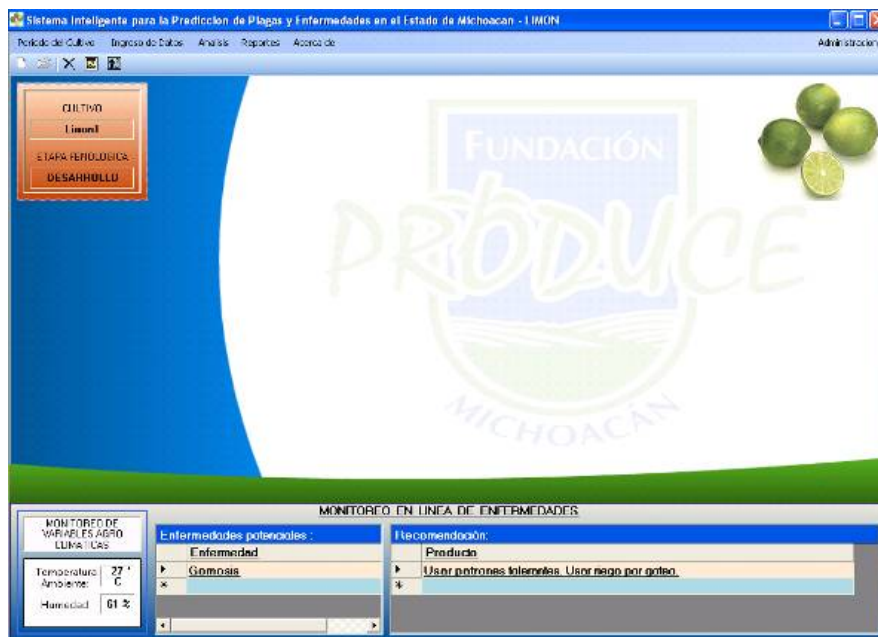 Sistema Inteligente para la Prediccion de Plagas y Enfermedades en el Estado de Michoacan - LIMON
Periodo del Cultivo Ingreso de Datos Analisis Reportes Acerca de Administracion
CULTIVO
Limon1
ETAPA FENOLOGICA
DESARROLLO
FUNDACIÓN
PRODUCE
MICHOACÁN
MONITOREO EN LINEA DE ENFERMEDADES
MONITOREO DE
VARIABLES AGRO
CLIMATICAS
Temperatura Ambiente: 27 ° C
Humedad 61 %
Enfermedades potenciales :
Enfermedad
Gomosis
Recomendación:
Producto
Usar patrones tolerantes. Usar riego por goteo.